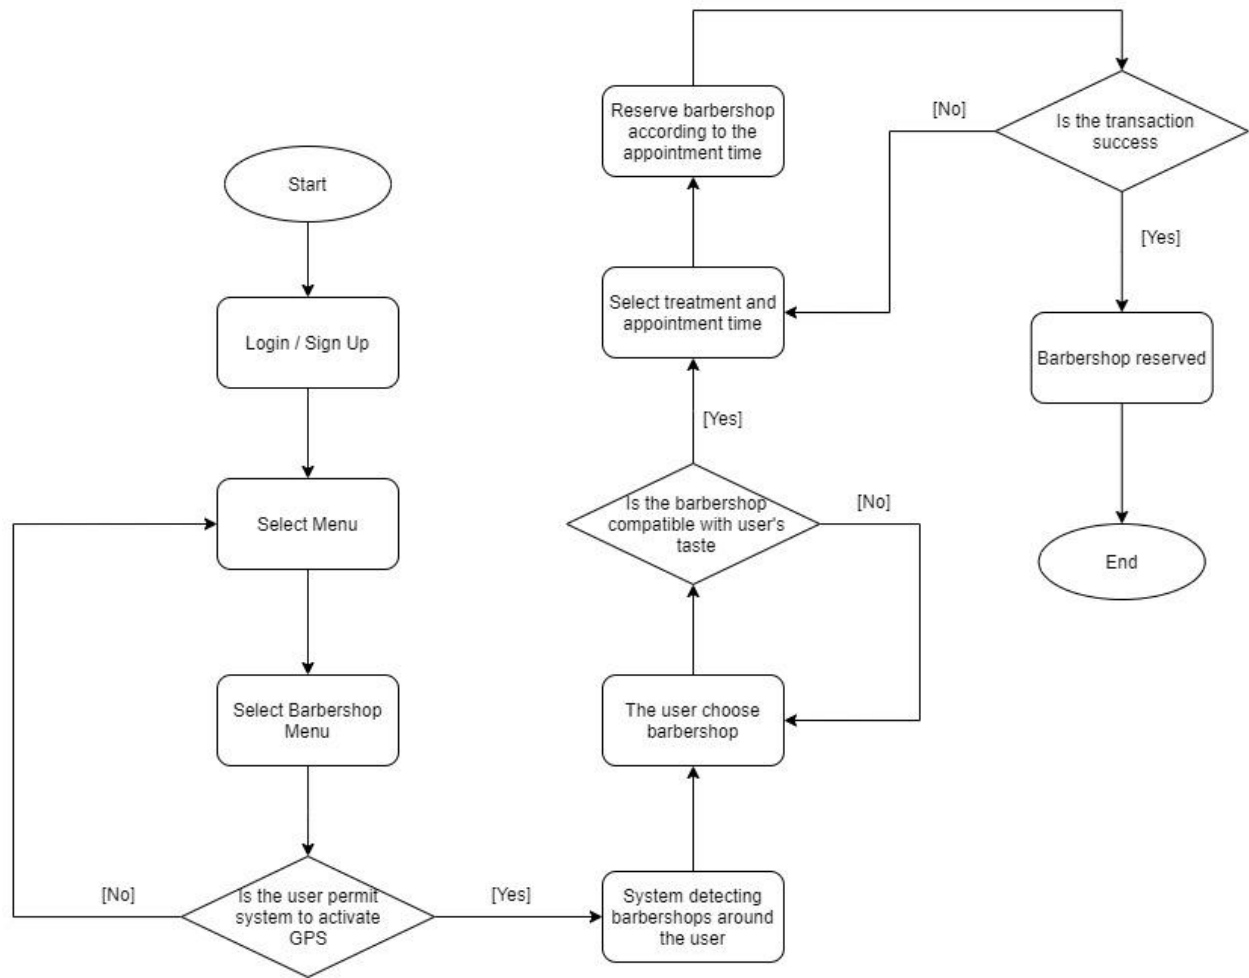 Start
Login / Sign Up
Select Menu
Select Barbershop
Menu
Is the user permit
system to activate
GPS
[No]
[Yes]
System detecting
barbershops around
the user
The user choose
barbershop
Is the barbershop
compatible with user's
taste
[No]
[Yes]
Select treatment and
appointment time
Reserve barbershop
according to the
appointment time
Is the transaction
success
[No]
[Yes]
Barbershop reserved
End